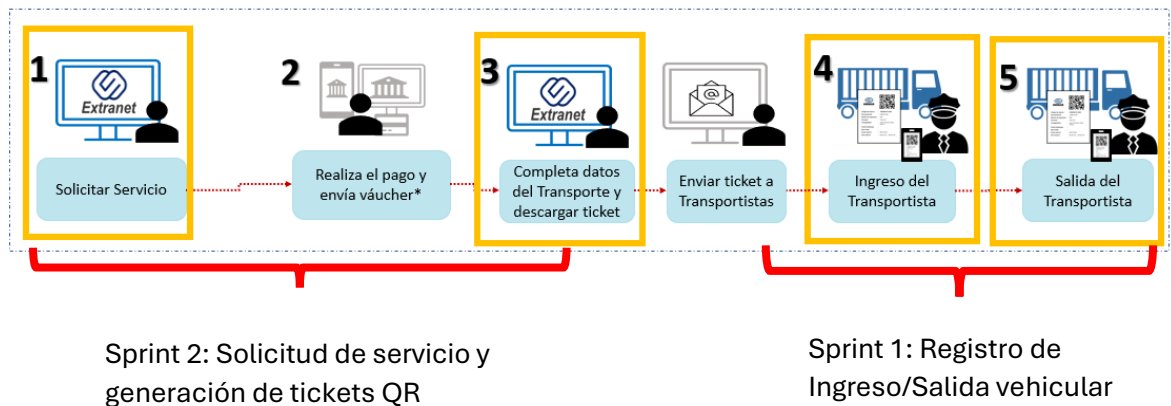 1
Extranet
Solicitar Servicio
2
Realiza el pago y
envía váucher*
3
Extranet
Completa datos
del Transporte y
descargar ticket
@
Enviar ticket a
Transportistas
4
Ingreso del
Transportista
5
Salida del
Transportista
Sprint 2: Solicitud de servicio y
generación de tickets QR
Sprint 1: Registro de
Ingreso/Salida vehicular